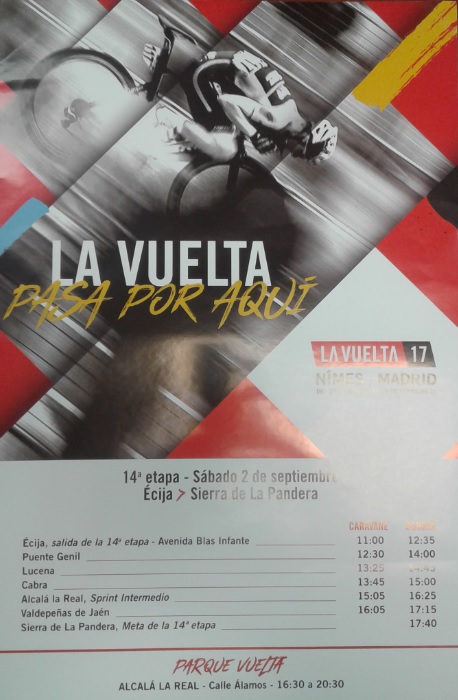 LA VUELTA
PASA POR AQUÍ
LA VUELTA 17
NÎMES MADRID
14ª etapa - Sábado 2 de septiembre
Écija > Sierra de La Pandera
CARAVANE
Écija, salida de la 14ª etapa - Avenida Blas Infante 11:00 12:35
Puente Genil 12:30 14:00
Lucena 13:25
Cabra 13:45 15:00
Alcalá la Real, Sprint Intermedio 15:05 16:25
Valdepeñas de Jaén 16:05 17:15
Sierra de La Pandera, Meta de la 14ª etapa 17:40
PARQUE VUELTA
ALCALÁ LA REAL - Calle Álamos - 16:30 a 20:30